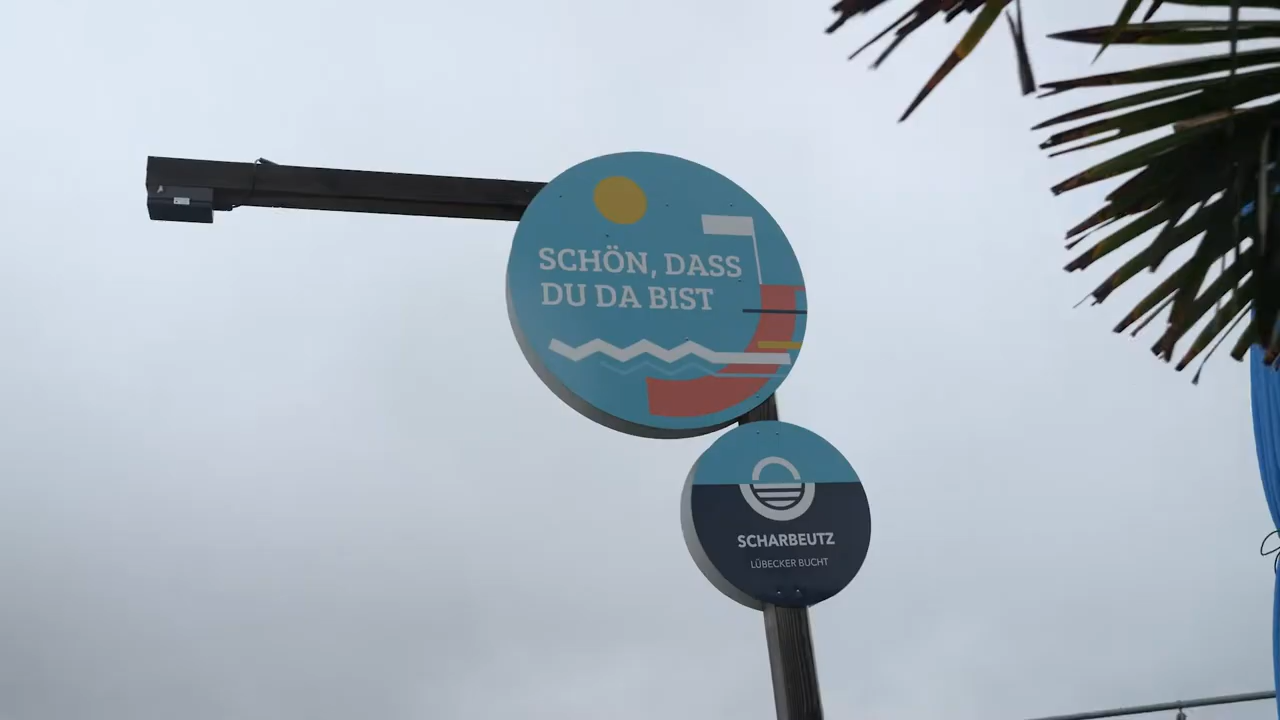 SCHÖN, DASS
DU DA BIST
SCHARBEUTZ
LÜBECKER BUCHT